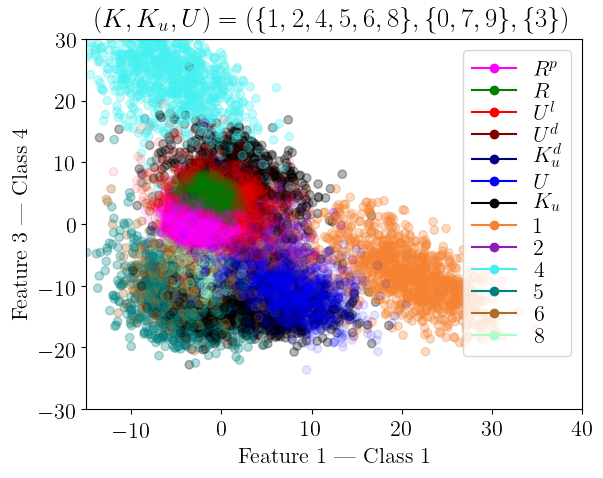 (K, K_u, U) = ({1, 2, 4, 5, 6, 8}, {0, 7, 9}, {3})
30
20
10
0
−10
−20
−30
Feature 3 — Class 4
R^p
R
U^l
U^d
K_u^d
U
K_u
1
2
4
5
6
8
−10
0
10
20
30
40
Feature 1 — Class 1